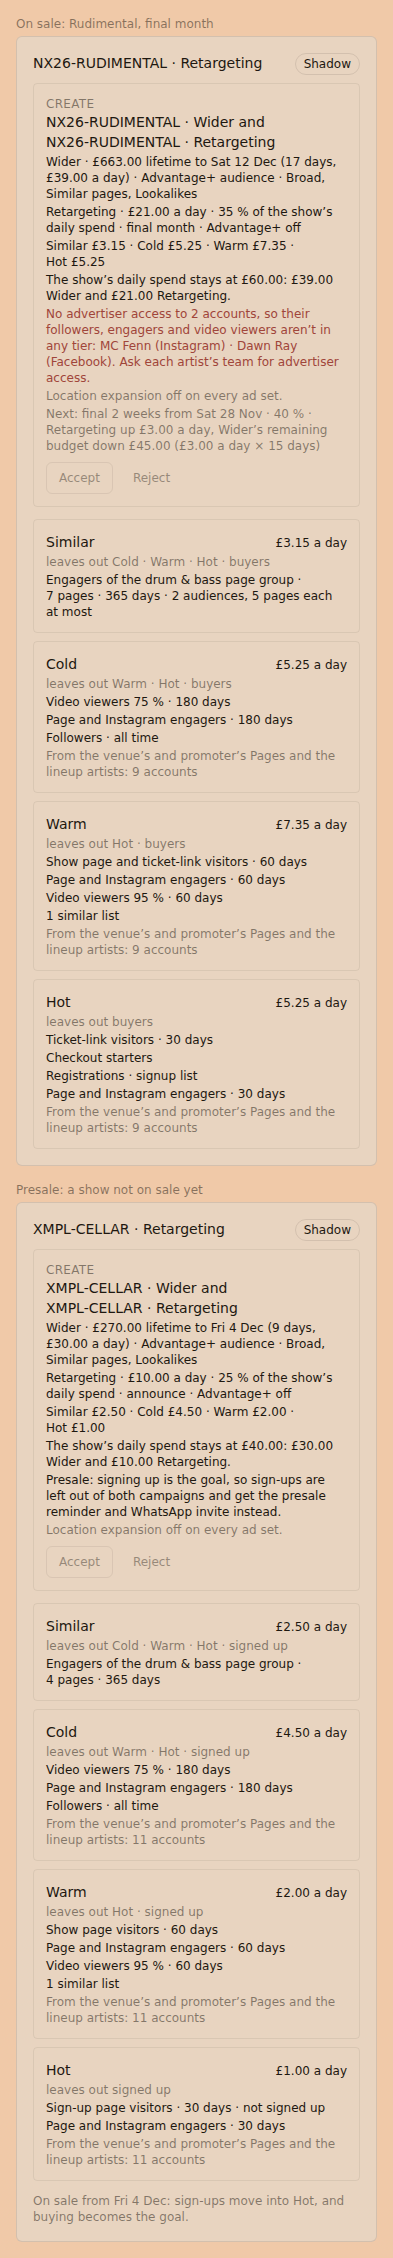 On sale: Rudimental, final month
NX26-RUDIMENTAL · Retargeting
Shadow
CREATE
NX26-RUDIMENTAL · Wider and
NX26-RUDIMENTAL · Retargeting
Wider · £663.00 lifetime to Sat 12 Dec (17 days,
£39.00 a day) · Advantage+ audience · Broad,
Similar pages, Lookalikes
Retargeting · £21.00 a day · 35 % of the show’s
daily spend · final month · Advantage+ off
Similar £3.15 · Cold £5.25 · Warm £7.35 ·
Hot £5.25
The show’s daily spend stays at £60.00: £39.00
Wider and £21.00 Retargeting.
No advertiser access to 2 accounts, so their
followers, engagers and video viewers aren’t in
any tier: MC Fenn (Instagram) · Dawn Ray
(Facebook). Ask each artist’s team for advertiser
access.
Location expansion off on every ad set.
Next: final 2 weeks from Sat 28 Nov · 40 % ·
Retargeting up £3.00 a day, Wider’s remaining
budget down £45.00 (£3.00 a day × 15 days)
Accept
Reject
Similar
£3.15 a day
leaves out Cold · Warm · Hot · buyers
Engagers of the drum & bass page group ·
7 pages · 365 days · 2 audiences, 5 pages each
at most
Cold
£5.25 a day
leaves out Warm · Hot · buyers
Video viewers 75 % · 180 days
Page and Instagram engagers · 180 days
Followers · all time
From the venue’s and promoter’s Pages and the
lineup artists: 9 accounts
Warm
£7.35 a day
leaves out Hot · buyers
Show page and ticket-link visitors · 60 days
Page and Instagram engagers · 60 days
Video viewers 95 % · 60 days
1 similar list
From the venue’s and promoter’s Pages and the
lineup artists: 9 accounts
Hot
£5.25 a day
leaves out buyers
Ticket-link visitors · 30 days
Checkout starters
Registrations · signup list
Page and Instagram engagers · 30 days
From the venue’s and promoter’s Pages and the
lineup artists: 9 accounts
Presale: a show not on sale yet
XMPL-CELLAR · Retargeting
Shadow
CREATE
XMPL-CELLAR · Wider and
XMPL-CELLAR · Retargeting
Wider · £270.00 lifetime to Fri 4 Dec (9 days,
£30.00 a day) · Advantage+ audience · Broad,
Similar pages, Lookalikes
Retargeting · £10.00 a day · 25 % of the show’s
daily spend · announce · Advantage+ off
Similar £2.50 · Cold £4.50 · Warm £2.00 ·
Hot £1.00
The show’s daily spend stays at £40.00: £30.00
Wider and £10.00 Retargeting.
Presale: signing up is the goal, so sign-ups are
left out of both campaigns and get the presale
reminder and WhatsApp invite instead.
Location expansion off on every ad set.
Accept
Reject
Similar
£2.50 a day
leaves out Cold · Warm · Hot · signed up
Engagers of the drum & bass page group ·
4 pages · 365 days
Cold
£4.50 a day
leaves out Warm · Hot · signed up
Video viewers 75 % · 180 days
Page and Instagram engagers · 180 days
Followers · all time
From the venue’s and promoter’s Pages and the
lineup artists: 11 accounts
Warm
£2.00 a day
leaves out Hot · signed up
Show page visitors · 60 days
Page and Instagram engagers · 60 days
Video viewers 95 % · 60 days
1 similar list
From the venue’s and promoter’s Pages and the
lineup artists: 11 accounts
Hot
£1.00 a day
leaves out signed up
Sign-up page visitors · 30 days · not signed up
Page and Instagram engagers · 30 days
From the venue’s and promoter’s Pages and the
lineup artists: 11 accounts
On sale from Fri 4 Dec: sign-ups move into Hot, and
buying becomes the goal.